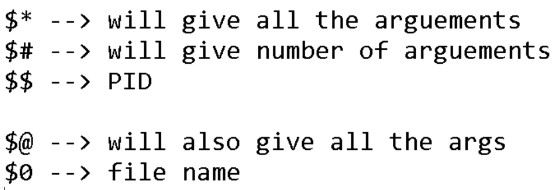 $* --> will give all the arguements
$# --> will give number of arguements
$$ --> PID
$@ --> will also give all the args
$0 --> file name